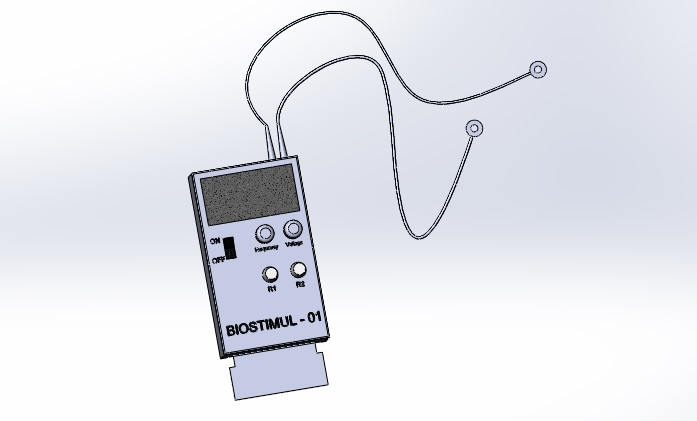 ON
Frequency Voltage
OFF
R1 R2
BIOSTIMUL - 01